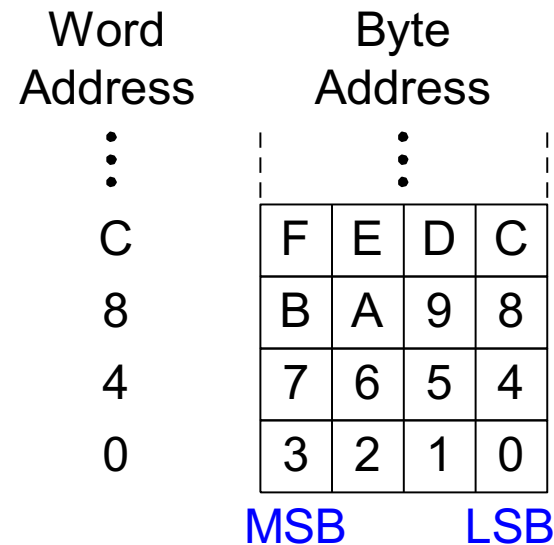 Word Byte
Address Address
C F E D C
8 B A 9 8
4 7 6 5 4
0 3 2 1 0
MSB LSB